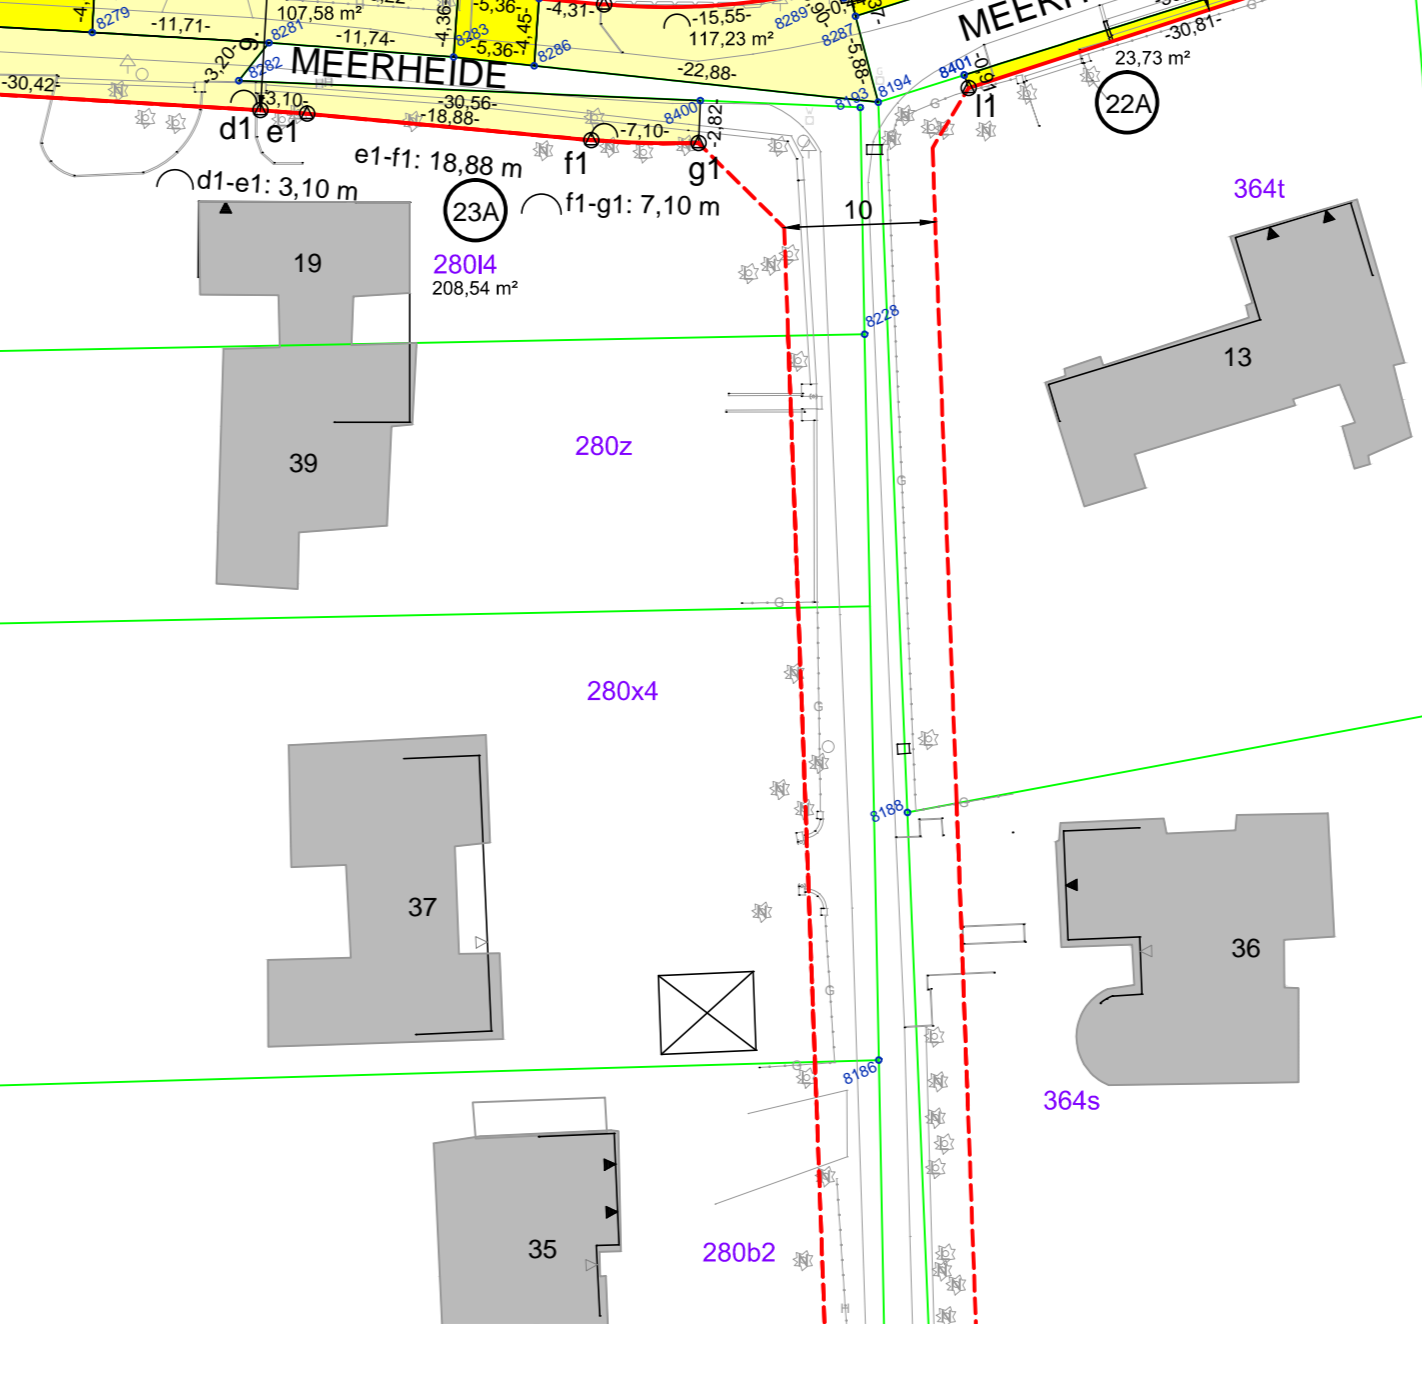 -11,71-
8279
107,58 m²
-11,74-
8281
8282
-3,20-
-4,36-
8283
-5,36-
-5,36-
-4,45-
8286
-4,31-
-15,55-
117,23 m²
8289
8287
-5,88-
-22,88-
MEERHEIDE
MEERH
-30,81-
23,73 m²
22A
8401
8194
8193
8400
-30,42-
-3,10-
-30,56-
-18,88-
-7,10-
-2,82-
d1
e1
f1
g1
l1
e1-f1: 18,88 m
d1-e1: 3,10 m
23A
f1-g1: 7,10 m
10
364t
19
280l4
208,54 m²
8228
13
280z
39
G
G
280x4
G
8188
G
37
36
G
G
8186
364s
35
280b2
H